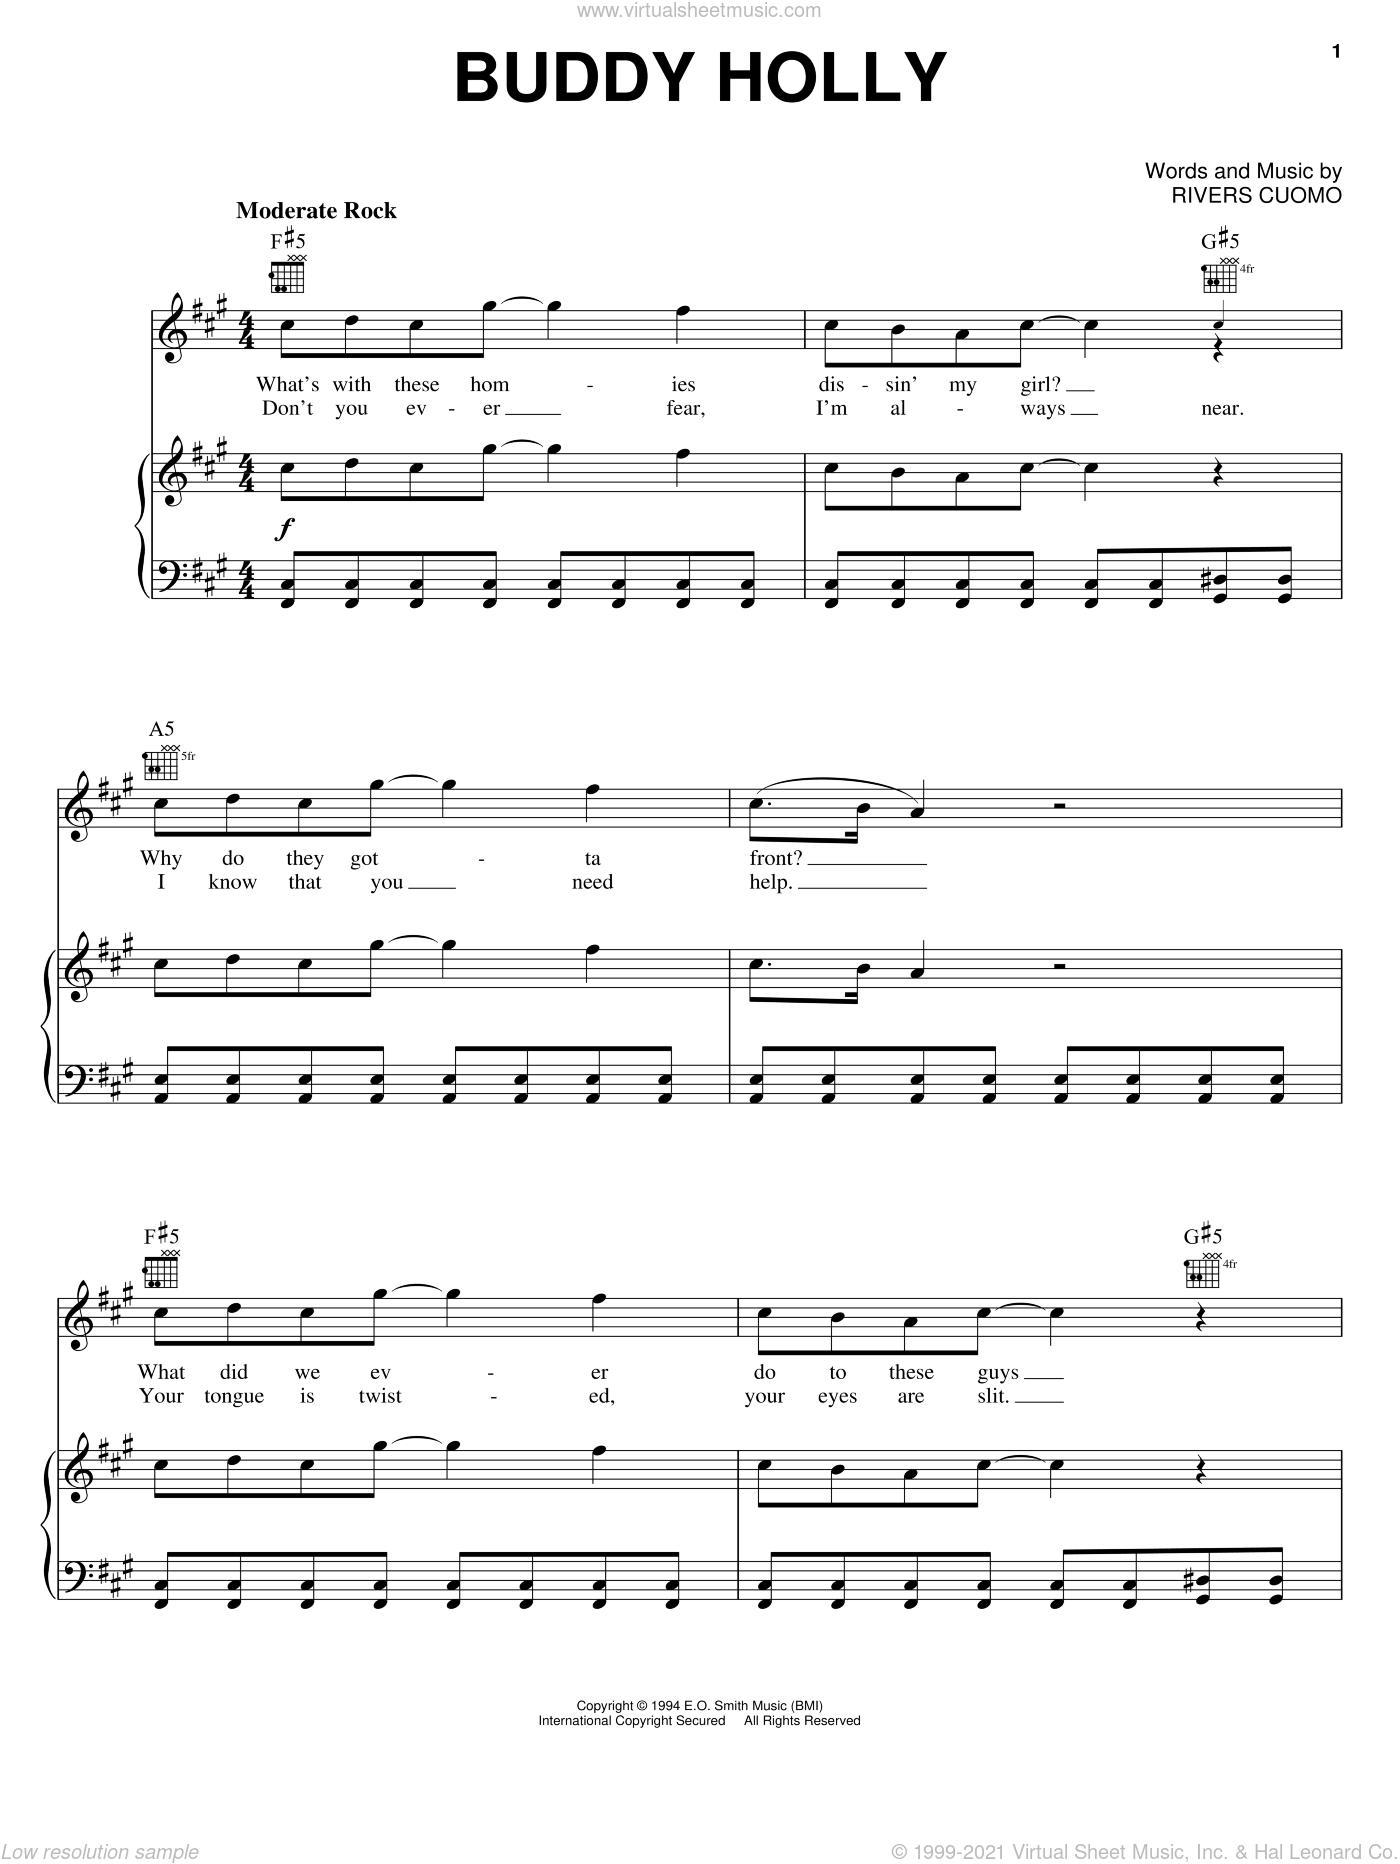 www.virtualsheetmusic.com
BUDDY HOLLY
1
Words and Music by
RIVERS CUOMO
Moderate Rock
F#5 G#5
4fr
What's with these hom - ies dis - sin' my girl?
Don't you ev - er fear, I'm al - ways near.
f
A5
5fr
Why do they got - ta front?
I know that you need help.
F#5 G#5
4fr
What did we ev - er do to these guys
Your tongue is twist - ed, your eyes are slit.
Copyright © 1994 E.O. Smith Music (BMI)
International Copyright Secured All Rights Reserved
Low resolution sample © 1999-2021 Virtual Sheet Music, Inc. & Hal Leonard Co.